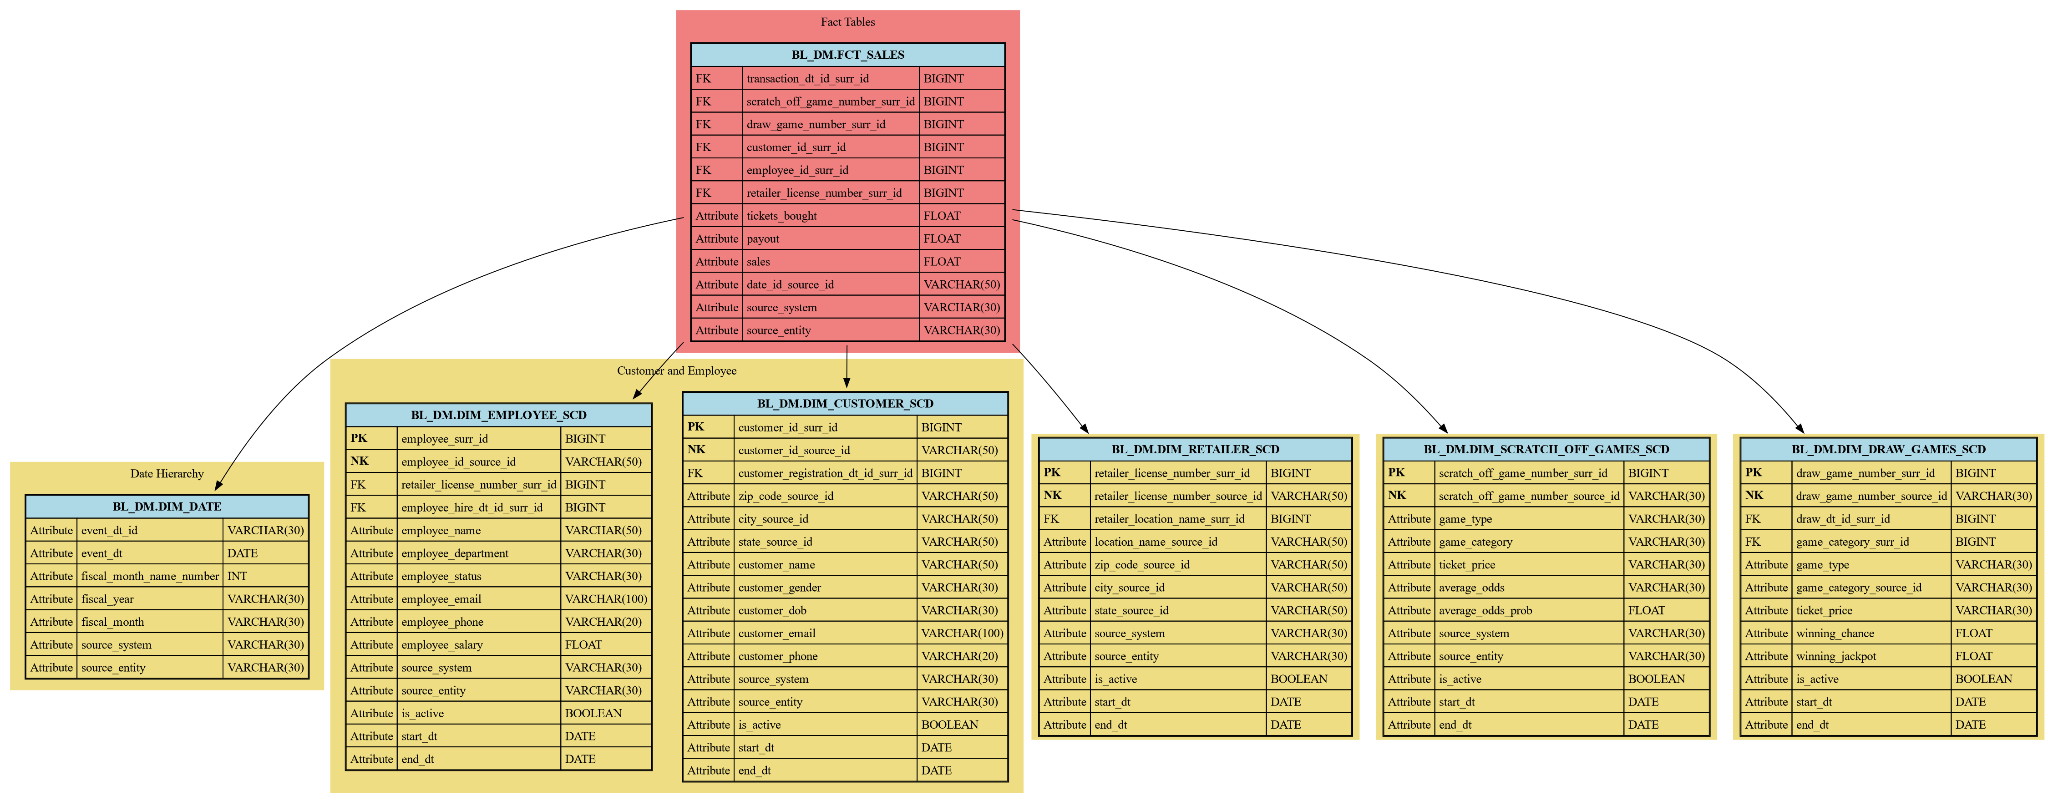 Fact Tables
BL_DM.FCT_SALES
FK transaction_dt_id_surr_id BIGINT
FK scratch_off_game_number_surr_id BIGINT
FK draw_game_number_surr_id BIGINT
FK customer_id_surr_id BIGINT
FK employee_id_surr_id BIGINT
FK retailer_license_number_surr_id BIGINT
Attribute tickets_bought FLOAT
Attribute payout FLOAT
Attribute sales FLOAT
Attribute date_id_source_id VARCHAR(50)
Attribute source_system VARCHAR(30)
Attribute source_entity VARCHAR(30)
Date Hierarchy
BL_DM.DIM_DATE
Attribute event_dt_id VARCHAR(30)
Attribute event_dt DATE
Attribute fiscal_month_name_number INT
Attribute fiscal_year VARCHAR(30)
Attribute fiscal_month VARCHAR(30)
Attribute source_system VARCHAR(30)
Attribute source_entity VARCHAR(30)
Customer and Employee
BL_DM.DIM_EMPLOYEE_SCD
PK employee_surr_id BIGINT
NK employee_id_source_id VARCHAR(50)
FK retailer_license_number_surr_id BIGINT
FK employee_hire_dt_id_surr_id BIGINT
Attribute employee_name VARCHAR(50)
Attribute employee_department VARCHAR(30)
Attribute employee_status VARCHAR(30)
Attribute employee_email VARCHAR(100)
Attribute employee_phone VARCHAR(20)
Attribute employee_salary FLOAT
Attribute source_system VARCHAR(30)
Attribute source_entity VARCHAR(30)
Attribute is_active BOOLEAN
Attribute start_dt DATE
Attribute end_dt DATE
BL_DM.DIM_CUSTOMER_SCD
PK customer_id_surr_id BIGINT
NK customer_id_source_id VARCHAR(50)
FK customer_registration_dt_id_surr_id BIGINT
Attribute zip_code_source_id VARCHAR(50)
Attribute city_source_id VARCHAR(50)
Attribute state_source_id VARCHAR(50)
Attribute customer_name VARCHAR(50)
Attribute customer_gender VARCHAR(30)
Attribute customer_dob VARCHAR(30)
Attribute customer_email VARCHAR(100)
Attribute customer_phone VARCHAR(20)
Attribute source_system VARCHAR(30)
Attribute source_entity VARCHAR(30)
Attribute is_active BOOLEAN
Attribute start_dt DATE
Attribute end_dt DATE
BL_DM.DIM_RETAILER_SCD
PK retailer_license_number_surr_id BIGINT
NK retailer_license_number_source_id VARCHAR(50)
FK retailer_location_name_surr_id BIGINT
Attribute location_name_source_id VARCHAR(50)
Attribute zip_code_source_id VARCHAR(50)
Attribute city_source_id VARCHAR(50)
Attribute state_source_id VARCHAR(50)
Attribute source_system VARCHAR(30)
Attribute source_entity VARCHAR(30)
Attribute is_active BOOLEAN
Attribute start_dt DATE
Attribute end_dt DATE
BL_DM.DIM_SCRATCH_OFF_GAMES_SCD
PK scratch_off_game_number_surr_id BIGINT
NK scratch_off_game_number_source_id VARCHAR(30)
Attribute game_type VARCHAR(30)
Attribute game_category VARCHAR(30)
Attribute ticket_price VARCHAR(30)
Attribute average_odds VARCHAR(30)
Attribute average_odds_prob FLOAT
Attribute source_system VARCHAR(30)
Attribute source_entity VARCHAR(30)
Attribute is_active BOOLEAN
Attribute start_dt DATE
Attribute end_dt DATE
BL_DM.DIM_DRAW_GAMES_SCD
PK draw_game_number_surr_id BIGINT
NK draw_game_number_source_id VARCHAR(30)
FK draw_dt_id_surr_id BIGINT
FK game_category_surr_id BIGINT
Attribute game_type VARCHAR(30)
Attribute game_category_source_id VARCHAR(30)
Attribute ticket_price VARCHAR(30)
Attribute winning_chance FLOAT
Attribute winning_jackpot FLOAT
Attribute is_active BOOLEAN
Attribute start_dt DATE
Attribute end_dt DATE